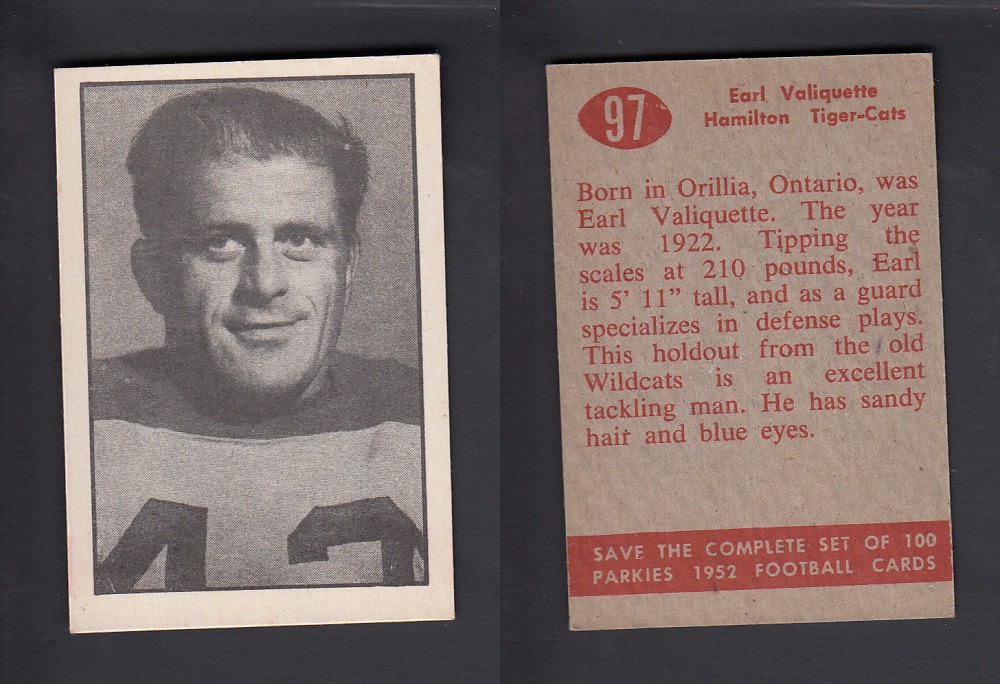 42
97
Earl Valiquette
Hamilton Tiger-Cats
Born in Orillia, Ontario, was
Earl Valiquette. The year
was 1922. Tipping the
scales at 210 pounds, Earl
is 5' 11” tall, and as a guard
specializes in defense plays.
This holdout from the old
Wildcats is an excellent
tackling man. He has sandy
hair and blue eyes.
SAVE THE COMPLETE SET OF 100
PARKIES 1952 FOOTBALL CARDS